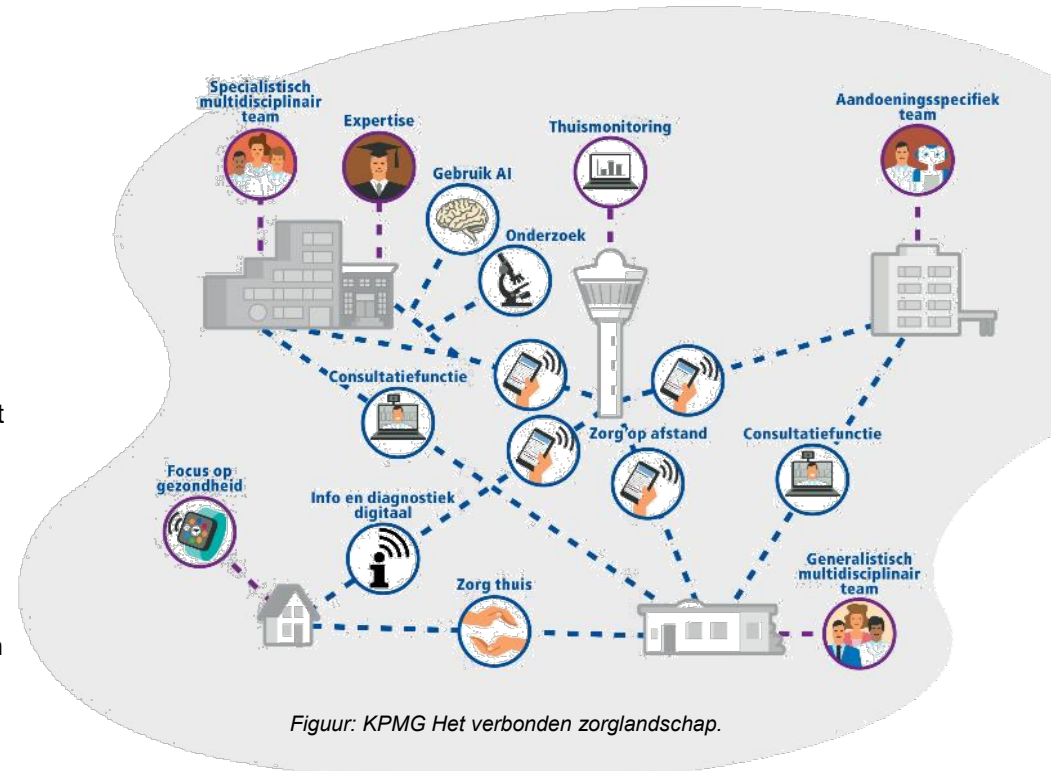 Specialistisch
multidisciplinair
team
Expertise
Gebruik AI
Onderzoek
Thuismonitoring
Aandoeningsspecifiek
team
Consultatiefunctie
Zorg op afstand
Consultatiefunctie
Focus op
gezondheid
Info en diagnostiek
digitaal
Zorg thuis
Generalistisch
multidisciplinair
team
Figuur: KPMG Het verbonden zorglandschap.